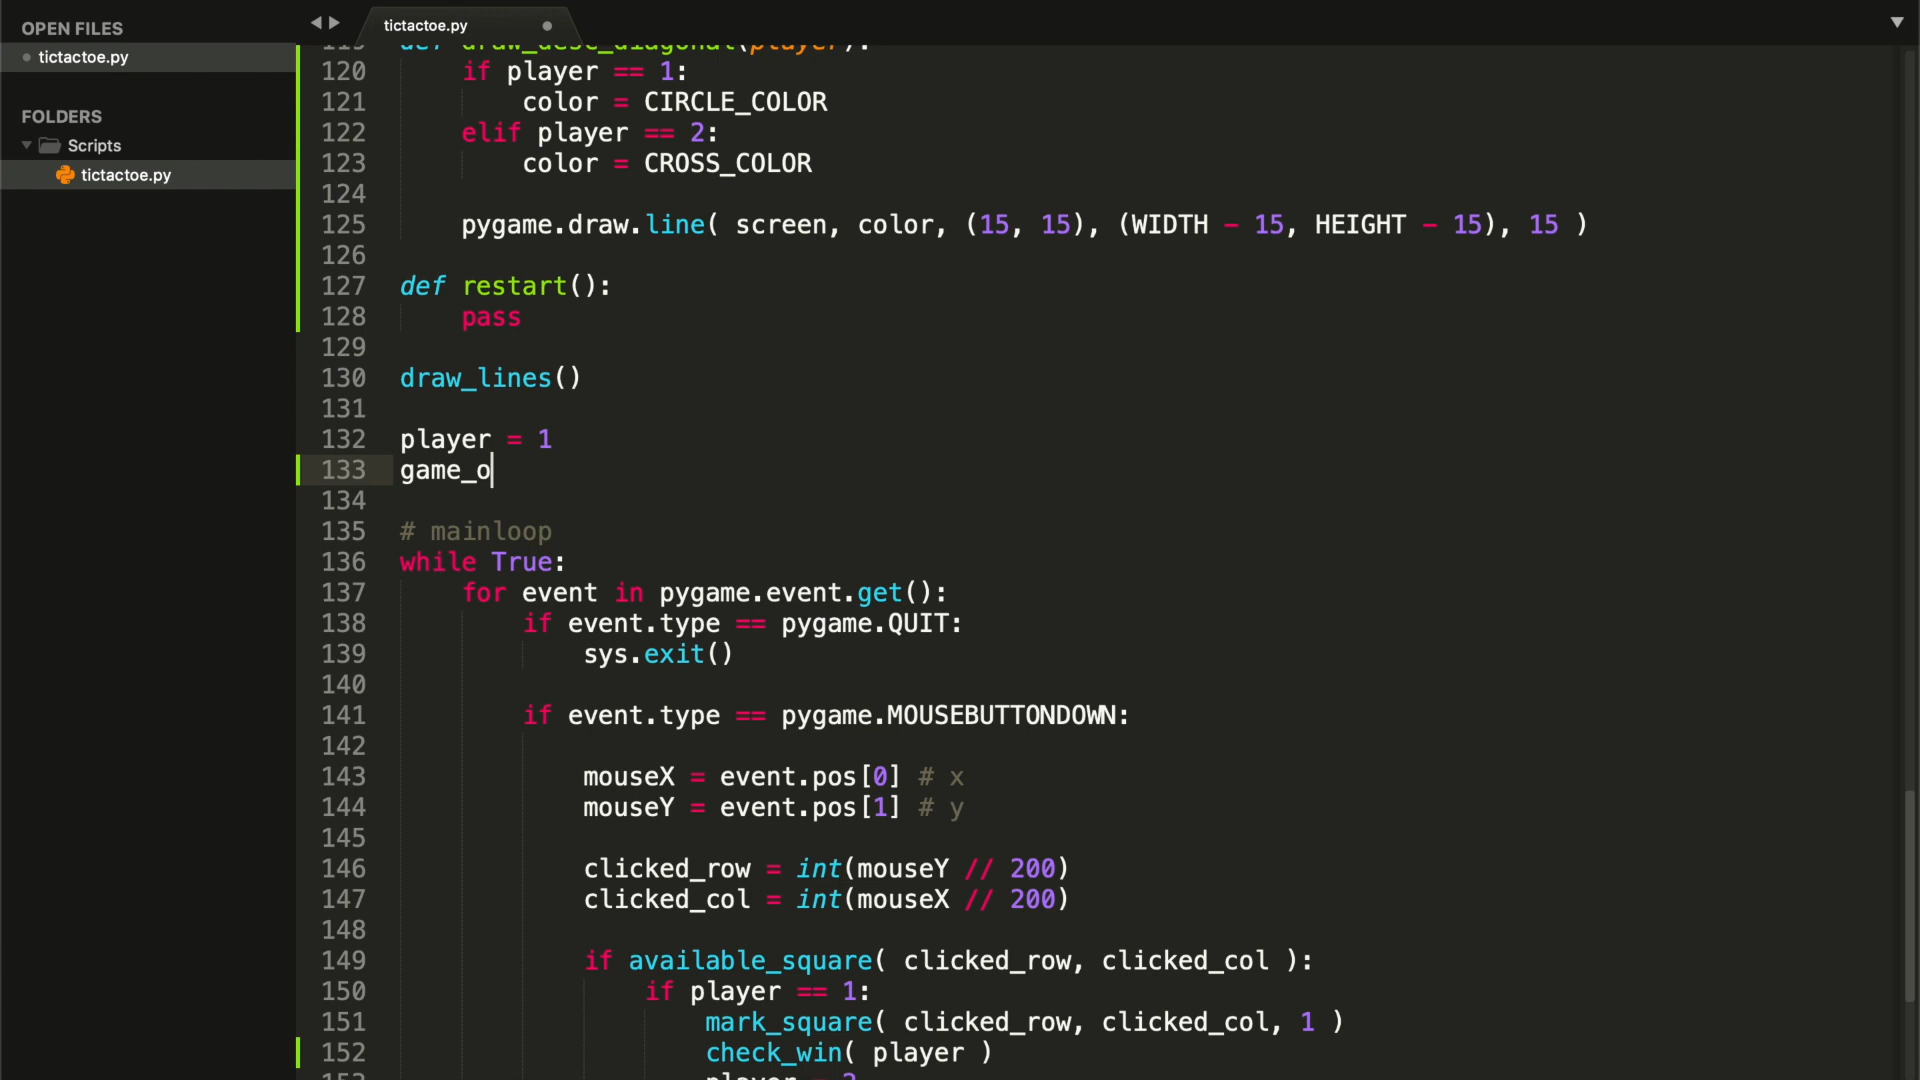 OPEN FILES
tictactoe.py
FOLDERS
Scripts
tictactoe.py
tictactoe.py
119 def draw_desc_diagonal(player):
120 if player == 1:
121 color = CIRCLE_COLOR
122 elif player == 2:
123 color = CROSS_COLOR
124
125 pygame.draw.line( screen, color, (15, 15), (WIDTH - 15, HEIGHT - 15), 15 )
126
127 def restart():
128 pass
129
130 draw_lines()
131
132 player = 1
133 game_o
134
135 # mainloop
136 while True:
137 for event in pygame.event.get():
138 if event.type == pygame.QUIT:
139 sys.exit()
140
141 if event.type == pygame.MOUSEBUTTONDOWN:
142
143 mouseX = event.pos[0] # x
144 mouseY = event.pos[1] # y
145
146 clicked_row = int(mouseY // 200)
147 clicked_col = int(mouseX // 200)
148
149 if available_square( clicked_row, clicked_col ):
150 if player == 1:
151 mark_square( clicked_row, clicked_col, 1 )
152 check_win( player )